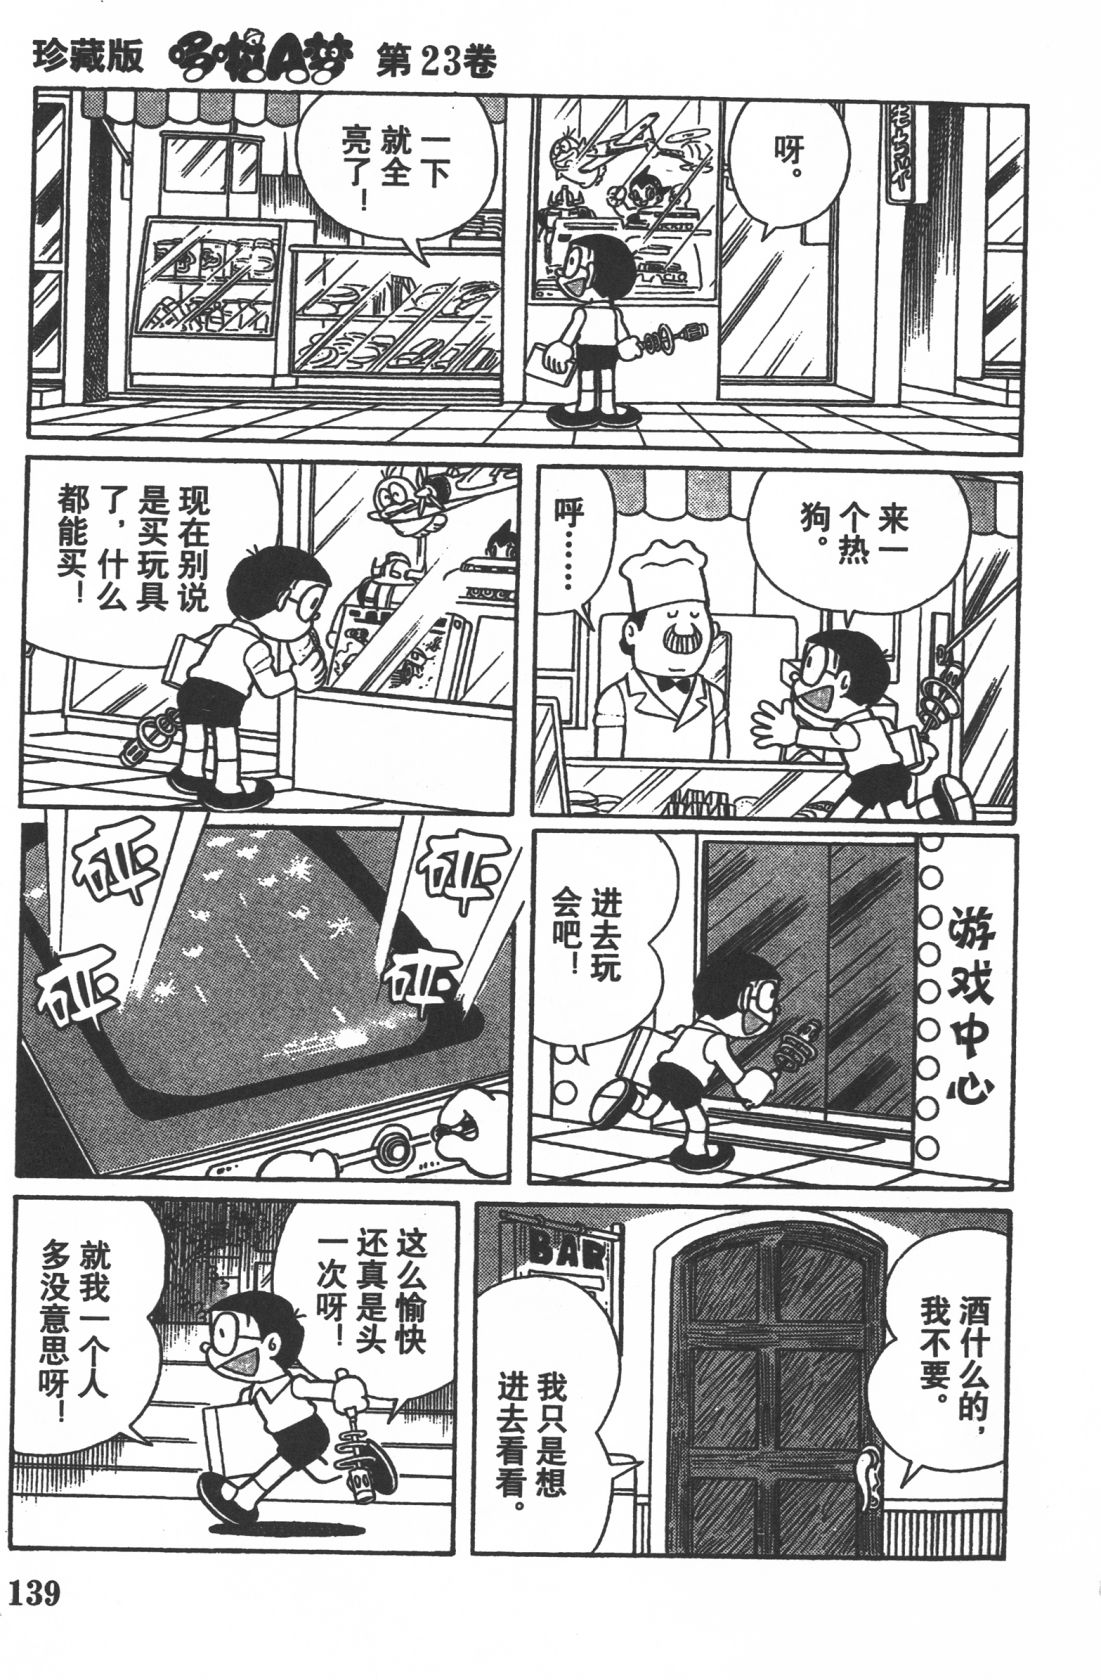 珍藏版 哆啦A梦 第23卷
呀。
一下
就全
亮了！
来一
个热
狗。
呼……
现在别说
是买玩具
了，什么
都能买！
游戏中心
进去玩
会吧！
砰
砰
砰
砰
BAR
酒什么的，
我不要。
我只是想
进去看看。
这么愉快
还真是头
一次呀！
就我一个人
多没意思呀！
139